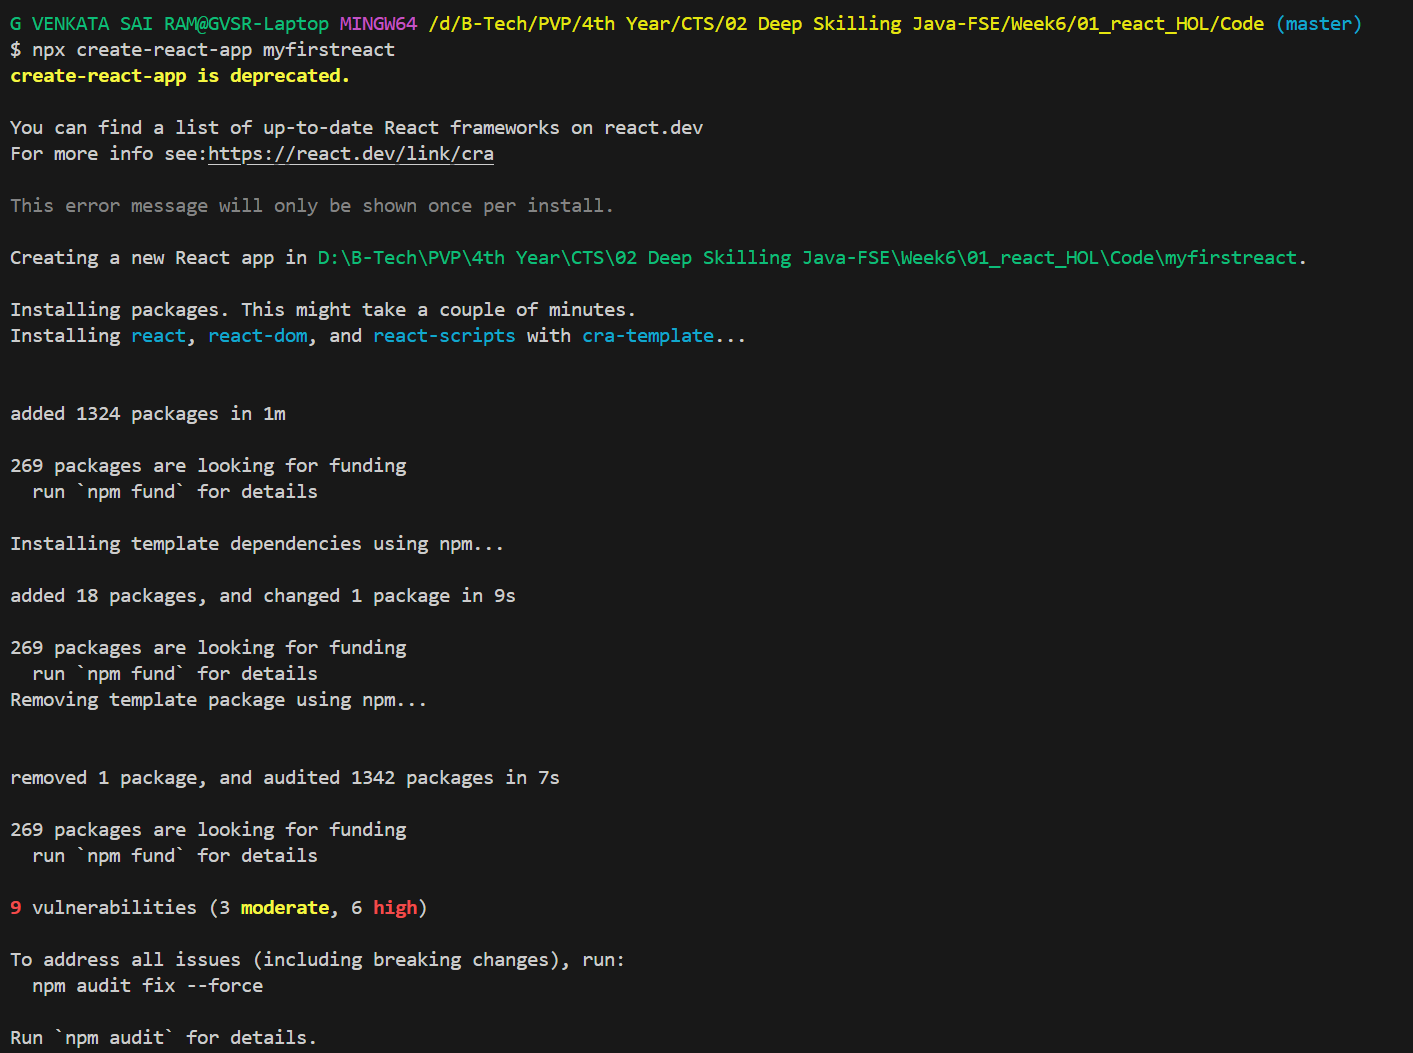 G VENKATA SAI RAM@GVSR-Laptop MINGW64 /d/B-Tech/PVP/4th Year/CTS/02 Deep Skilling Java-FSE/Week6/01_react_HOL/Code (master)
$ npx create-react-app myfirstreact
create-react-app is deprecated.
You can find a list of up-to-date React frameworks on react.dev
For more info see:https://react.dev/link/cra
This error message will only be shown once per install.
Creating a new React app in D:\B-Tech\PVP\4th Year\CTS\02 Deep Skilling Java-FSE\Week6\01_react_HOL\Code\myfirstreact.
Installing packages. This might take a couple of minutes.
Installing react, react-dom, and react-scripts with cra-template...
added 1324 packages in 1m
269 packages are looking for funding
  run `npm fund` for details
Installing template dependencies using npm...
added 18 packages, and changed 1 package in 9s
269 packages are looking for funding
  run `npm fund` for details
Removing template package using npm...
removed 1 package, and audited 1342 packages in 7s
269 packages are looking for funding
  run `npm fund` for details
9 vulnerabilities (3 moderate, 6 high)
To address all issues (including breaking changes), run:
  npm audit fix --force
Run `npm audit` for details.